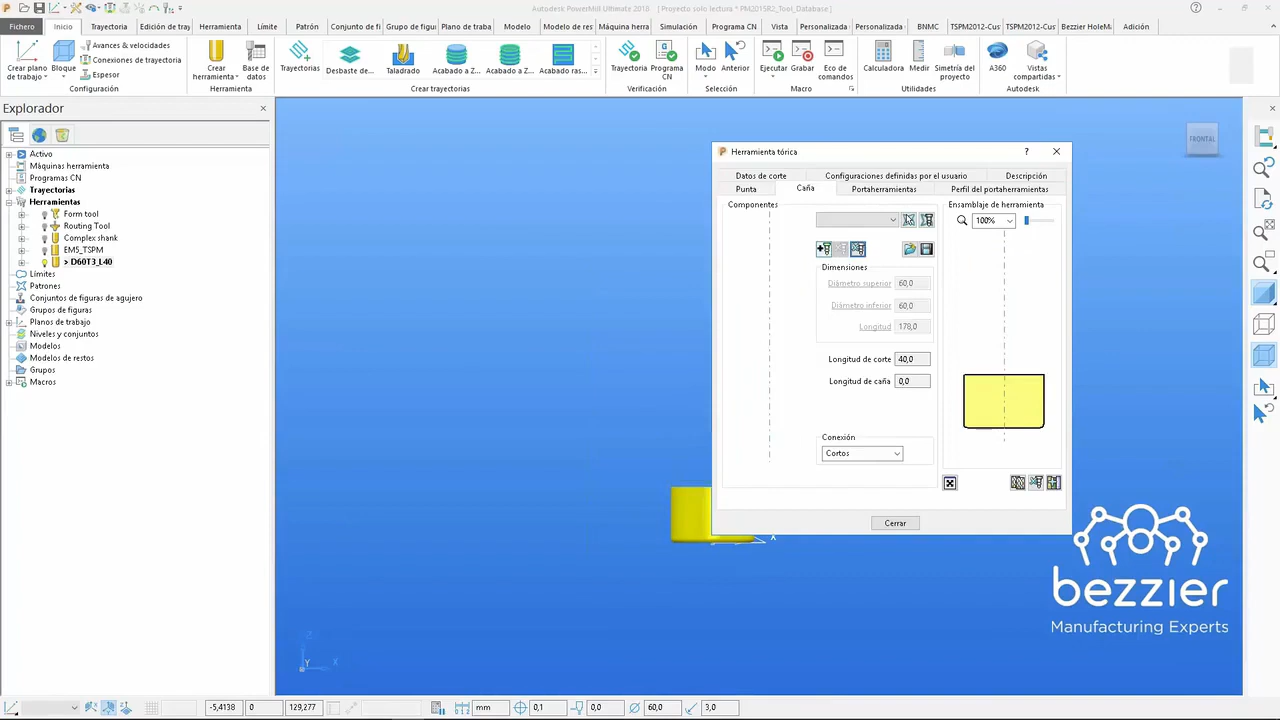 Autodesk PowerMill Ultimate 2018 [Proyecto solo lectura * PM2015R2_Tool_Database]
Fichero Inicio Trayectoria Edición de tray Herramienta Límite Patrón Conjunto de fi Grupo de figu Plano de traba Modelo Modelo de res Máquina herra Simulación Programa CN Vista Personalizada Personalizada BNMC TSPM2012-Cus TSPM2012-Cus Bezzier HoleM Adición
Crear plano de trabajo
Bloque
Avances & velocidades
Conexiones de trayectoria
Espesor
Crear herramienta
Base de datos
Trayectorias
Desbaste de...
Taladrado
Acabado a Z...
Acabado a Z...
Acabado ras...
Trayectoria
Programa CN
Modo
Anterior
Ejecutar
Grabar
Eco de comandos
Calculadora
Medir
Simetría del proyecto
A360
Vistas compartidas
Configuración
Herramienta
Crear trayectorias
Verificación
Selección
Macro
Utilidades
Autodesk
Explorador
Activo
Máquinas herramienta
Programas CN
Trayectorias
Herramientas
Form tool
Routing Tool
Complex shank
EM5_TSPM
> D60T3_L40
Límites
Patrones
Conjuntos de figuras de agujero
Grupos de figuras
Planos de trabajo
Niveles y conjuntos
Modelos
Modelos de restos
Grupos
Macros
FRONTAL
Herramienta tórica
?
Datos de corte
Configuraciones definidas por el usuario
Descripción
Punta
Caña
Portaherramientas
Perfil del portaherramientas
Componentes
Ensamblaje de herramienta
100%
Dimensiones
Diámetro superior 60,0
Diámetro inferior 60,0
Longitud 178,0
Longitud de corte 40,0
Longitud de caña 0,0
Conexión
Cortos
Cerrar
X
Z
Y
X
bezzier
Manufacturing Experts
-5,4138 0 129,277 mm 0,1 0,0 60,0 3,0